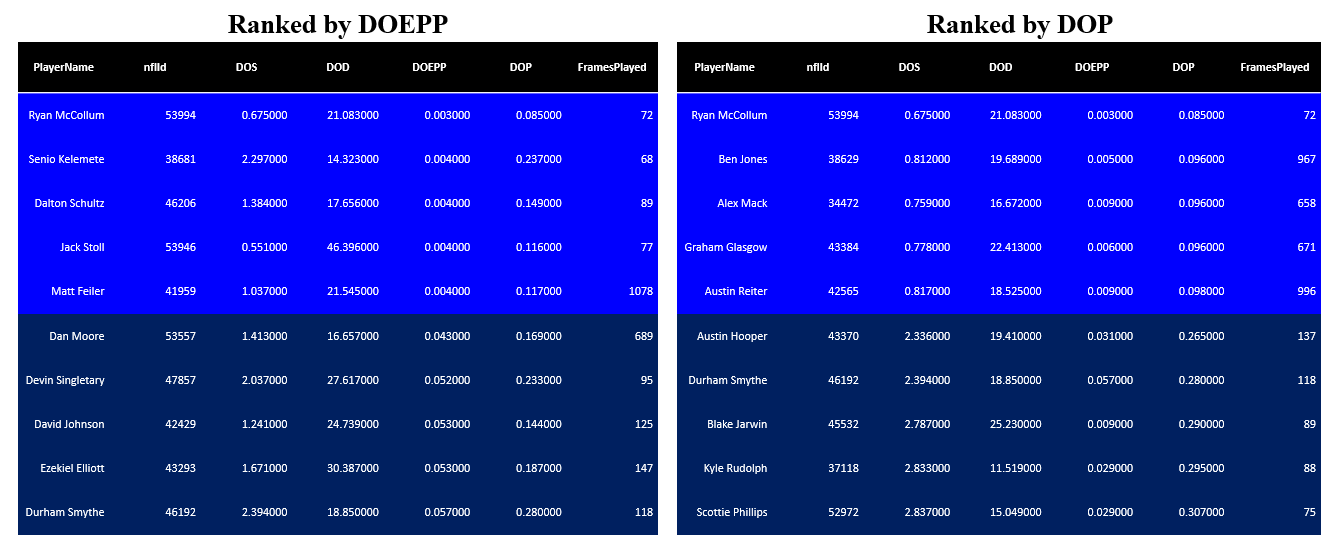 Ranked by DOEPP
PlayerName nflId DOS DOD DOEPP DOP FramesPlayed
Ryan McCollum 53994 0.675000 21.083000 0.003000 0.085000 72
Senio Kelemete 38681 2.297000 14.323000 0.004000 0.237000 68
Dalton Schultz 46206 1.384000 17.656000 0.004000 0.149000 89
Jack Stoll 53946 0.551000 46.396000 0.004000 0.116000 77
Matt Feiler 41959 1.037000 21.545000 0.004000 0.117000 1078
Dan Moore 53557 1.413000 16.657000 0.043000 0.169000 689
Devin Singletary 47857 2.037000 27.617000 0.052000 0.233000 95
David Johnson 42429 1.241000 24.739000 0.053000 0.144000 125
Ezekiel Elliott 43293 1.671000 30.387000 0.053000 0.187000 147
Durham Smythe 46192 2.394000 18.850000 0.057000 0.280000 118
Ranked by DOP
PlayerName nflId DOS DOD DOEPP DOP FramesPlayed
Ryan McCollum 53994 0.675000 21.083000 0.003000 0.085000 72
Ben Jones 38629 0.812000 19.689000 0.005000 0.096000 967
Alex Mack 34472 0.759000 16.672000 0.009000 0.096000 658
Graham Glasgow 43384 0.778000 22.413000 0.006000 0.096000 671
Austin Reiter 42565 0.817000 18.525000 0.009000 0.098000 996
Austin Hooper 43370 2.336000 19.410000 0.031000 0.265000 137
Durham Smythe 46192 2.394000 18.850000 0.057000 0.280000 118
Blake Jarwin 45532 2.787000 25.230000 0.009000 0.290000 89
Kyle Rudolph 37118 2.833000 11.519000 0.029000 0.295000 88
Scottie Phillips 52972 2.837000 15.049000 0.029000 0.307000 75